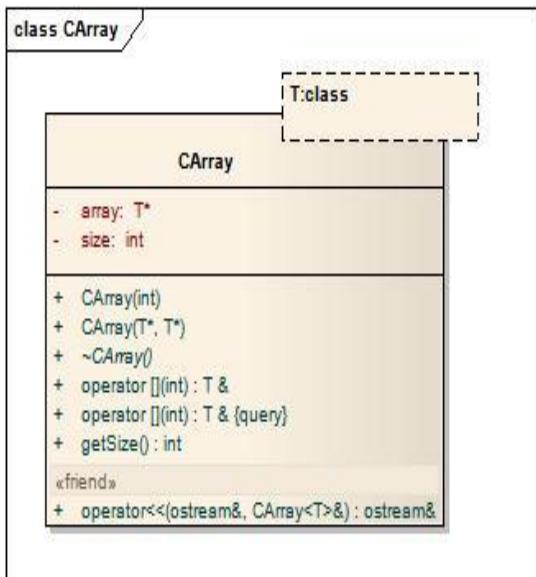 class CArray
T:class
CArray
- array: T*
- size: int
+ CArray(int)
+ CArray(T*, T*)
+ ~CArray()
+ operator [](int) : T &
+ operator [](int) : T & {query}
+ getSize() : int
«friend»
+ operator<<(ostream&, CArray<T>&) : ostream&